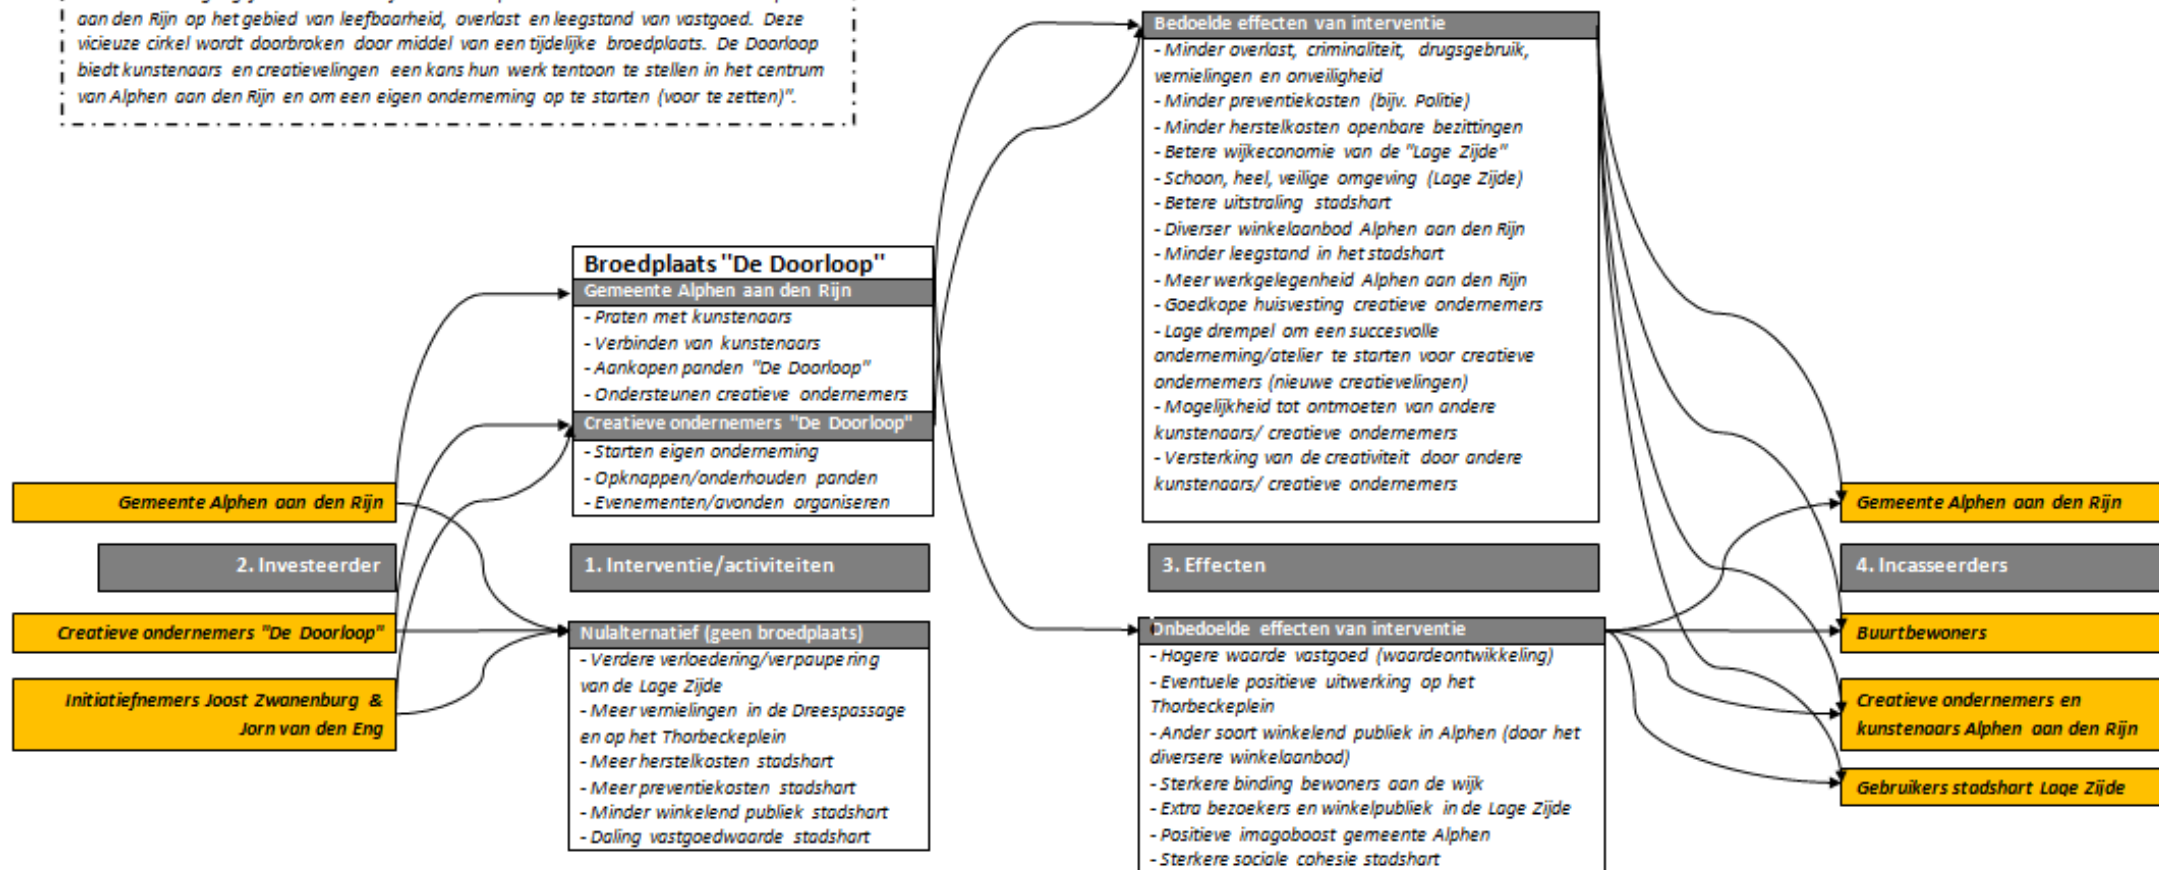 aan den Rijn op het gebied van leefbaarheid, overlast en leegstand van vastgoed. Deze
vicieuze cirkel wordt doorbroken door middel van een tijdelijke broedplaats. De Doorloop
biedt kunstenaars en creatievelingen een kans hun werk tentoon te stellen in het centrum
van Alphen aan den Rijn en om een eigen onderneming op te starten (voor te zetten)".
Gemeente Alphen aan den Rijn
2. Investeerder
Creatieve ondernemers "De Doorloop"
Initiatiefnemers Joost Zwanenburg &
Jorn van den Eng
Broedplaats "De Doorloop"
Gemeente Alphen aan den Rijn
- Praten met kunstenaars
- Verbinden van kunstenaars
- Aankopen panden "De Doorloop"
- Ondersteunen creatieve ondernemers
Creatieve ondernemers "De Doorloop"
- Starten eigen onderneming
- Opknappen/onderhouden panden
- Evenementen/avonden organiseren
1. Interventie/activiteiten
Nulalternatief (geen broedplaats)
- Verdere verloedering/verpaupering
van de Lage Zijde
- Meer vernielingen in de Dreespassage
en op het Thorbeckeplein
- Meer herstelkosten stadshart
- Meer preventiekosten stadshart
- Minder winkelend publiek stadshart
- Daling vastgoedwaarde stadshart
Bedoelde effecten van interventie
- Minder overlast, criminaliteit, drugsgebruik,
vernielingen en onveiligheid
- Minder preventiekosten (bijv. Politie)
- Minder herstelkosten openbare bezittingen
- Betere wijkeconomie van de "Lage Zijde"
- Schoon, heel, veilige omgeving (Lage Zijde)
- Betere uitstraling stadshart
- Diverser winkelaanbod Alphen aan den Rijn
- Minder leegstand in het stadshart
- Meer werkgelegenheid Alphen aan den Rijn
- Goedkope huisvesting creatieve ondernemers
- Lage drempel om een succesvolle
onderneming/atelier te starten voor creatieve
ondernemers (nieuwe creatievelingen)
- Mogelijkheid tot ontmoeten van andere
kunstenaars/ creatieve ondernemers
- Versterking van de creativiteit door andere
kunstenaars/ creatieve ondernemers
3. Effecten
Onbedoelde effecten van interventie
- Hogere waarde vastgoed (waardeontwikkeling)
- Eventuele positieve uitwerking op het
Thorbeckeplein
- Ander soort winkelend publiek in Alphen (door het
diversere winkelaanbod)
- Sterkere binding bewoners aan de wijk
- Extra bezoekers en winkelpubliek in de Lage Zijde
- Positieve imagoboost gemeente Alphen
- Sterkere sociale cohesie stadshart
Gemeente Alphen aan den Rijn
4. Incasseerders
Buurtbewoners
Creatieve ondernemers en
kunstenaars Alphen aan den Rijn
Gebruikers stadshart Lage Zijde